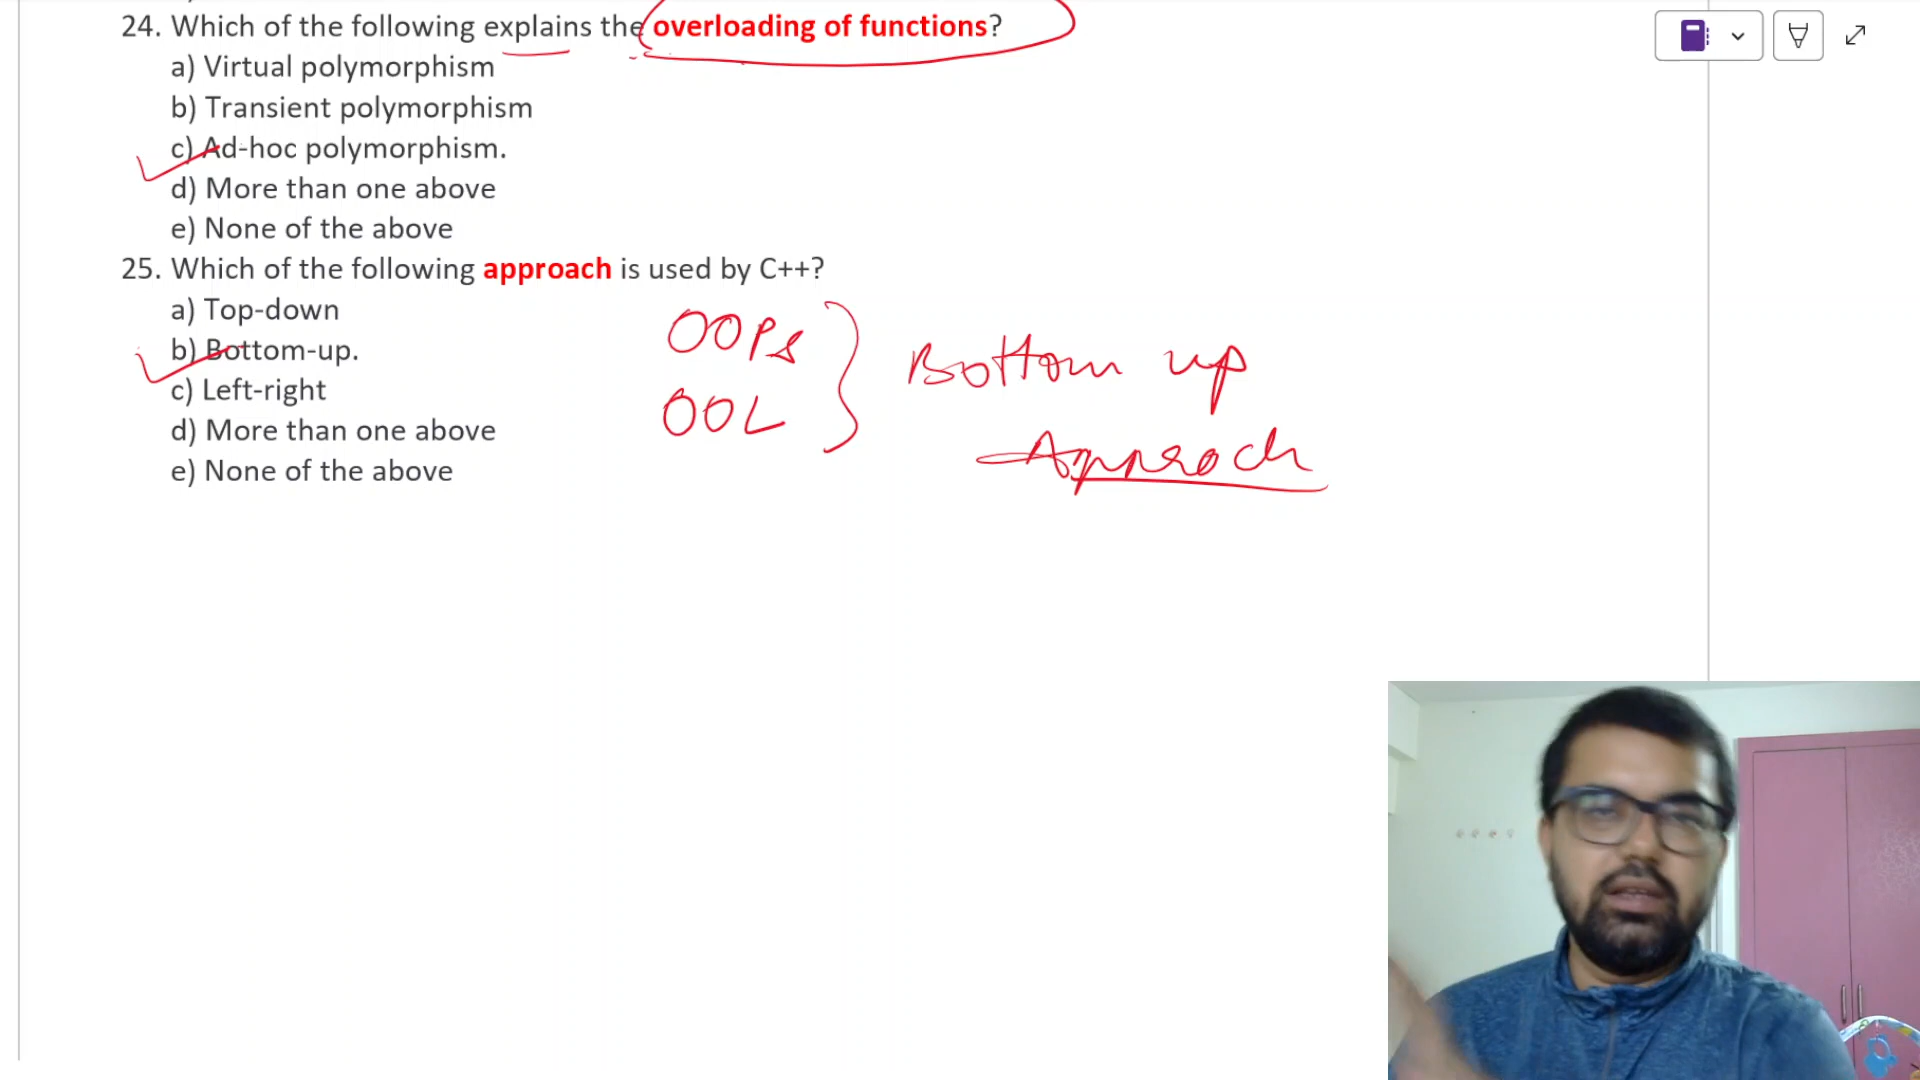 24. Which of the following explains the overloading of functions?
a) Virtual polymorphism
b) Transient polymorphism
c) Ad-hoc polymorphism.
d) More than one above
e) None of the above
25. Which of the following approach is used by C++?
a) Top-down
b) Bottom-up.
c) Left-right
d) More than one above
e) None of the above
OOPs
OOL
Bottom up
Approach